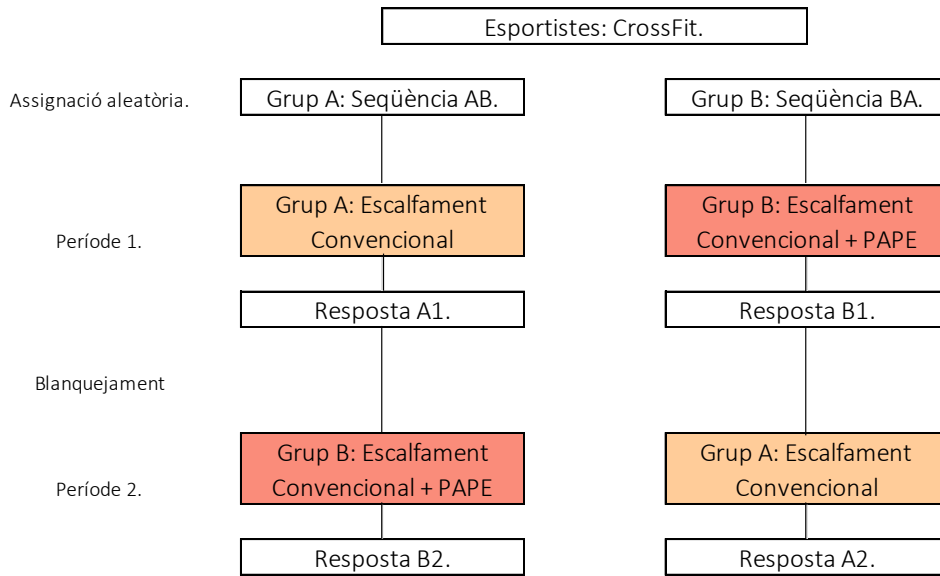 Esportistes: CrossFit.
Assignació aleatòria.
Grup A: Seqüència AB.
Grup B: Seqüència BA.
Període 1.
Grup A: Escalfament
Convencional
Grup B: Escalfament
Convencional + PAPE
Resposta A1.
Resposta B1.
Blanquejament
Període 2.
Grup B: Escalfament
Convencional + PAPE
Grup A: Escalfament
Convencional
Resposta B2.
Resposta A2.